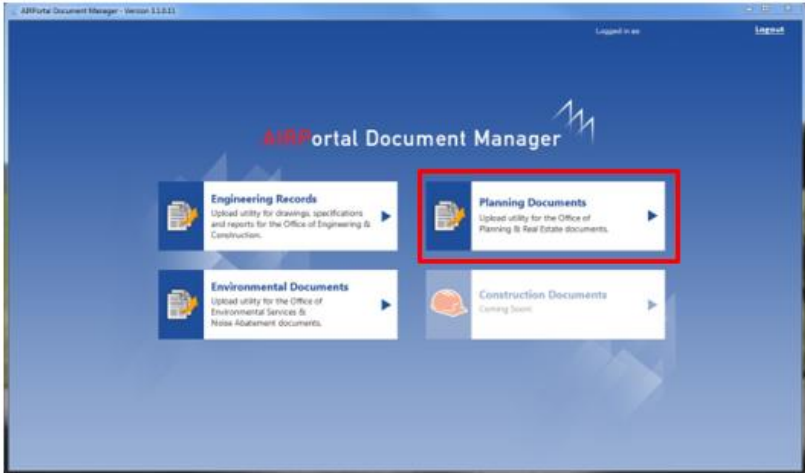 AIRPortal Document Manager - Version 3.1.0.11
Logged in as:
Logout
AIRPortal Document Manager
Engineering Records
Upload utility for drawings, specifications
and reports for the Office of Engineering &
Construction.
Planning Documents
Upload utility for the Office of
Planning & Real Estate documents.
Environmental Documents
Upload utility for the Office of
Environmental Services &
Noise Abatement documents.
Construction Documents
Coming Soon